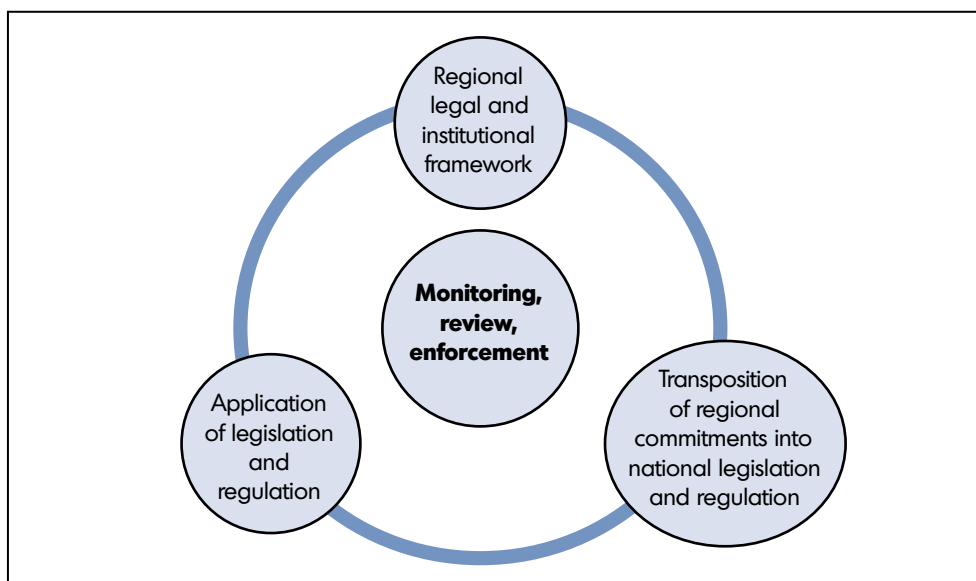 Regional
legal and
institutional
framework
Monitoring,
review,
enforcement
Application
of legislation
and
regulation
Transposition
of regional
commitments into
national legislation
and regulation